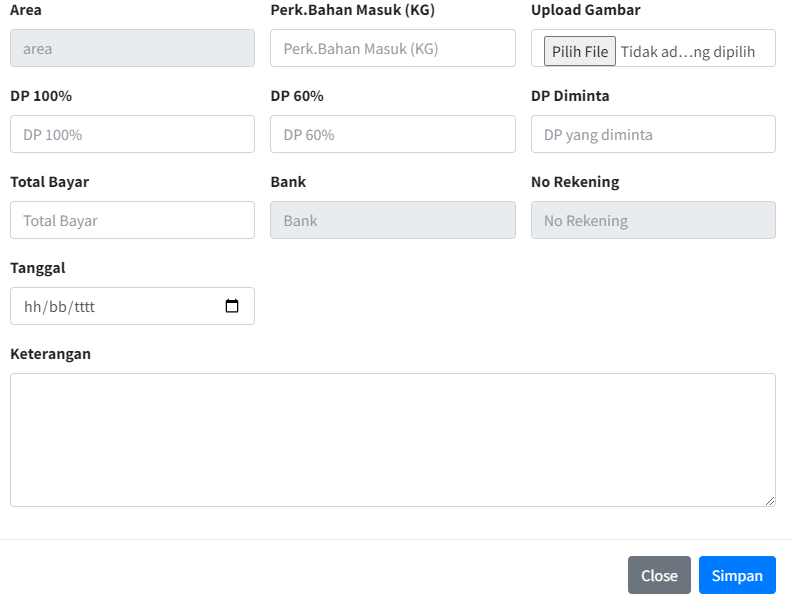 Area Perk.Bahan Masuk (KG) Upload Gambar
area Perk.Bahan Masuk (KG) Pilih File Tidak ad...ng dipilih
DP 100% DP 60% DP Diminta
DP 100% DP 60% DP yang diminta
Total Bayar Bank No Rekening
Total Bayar Bank No Rekening
Tanggal
hh/bb/tttt
Keterangan
Close Simpan